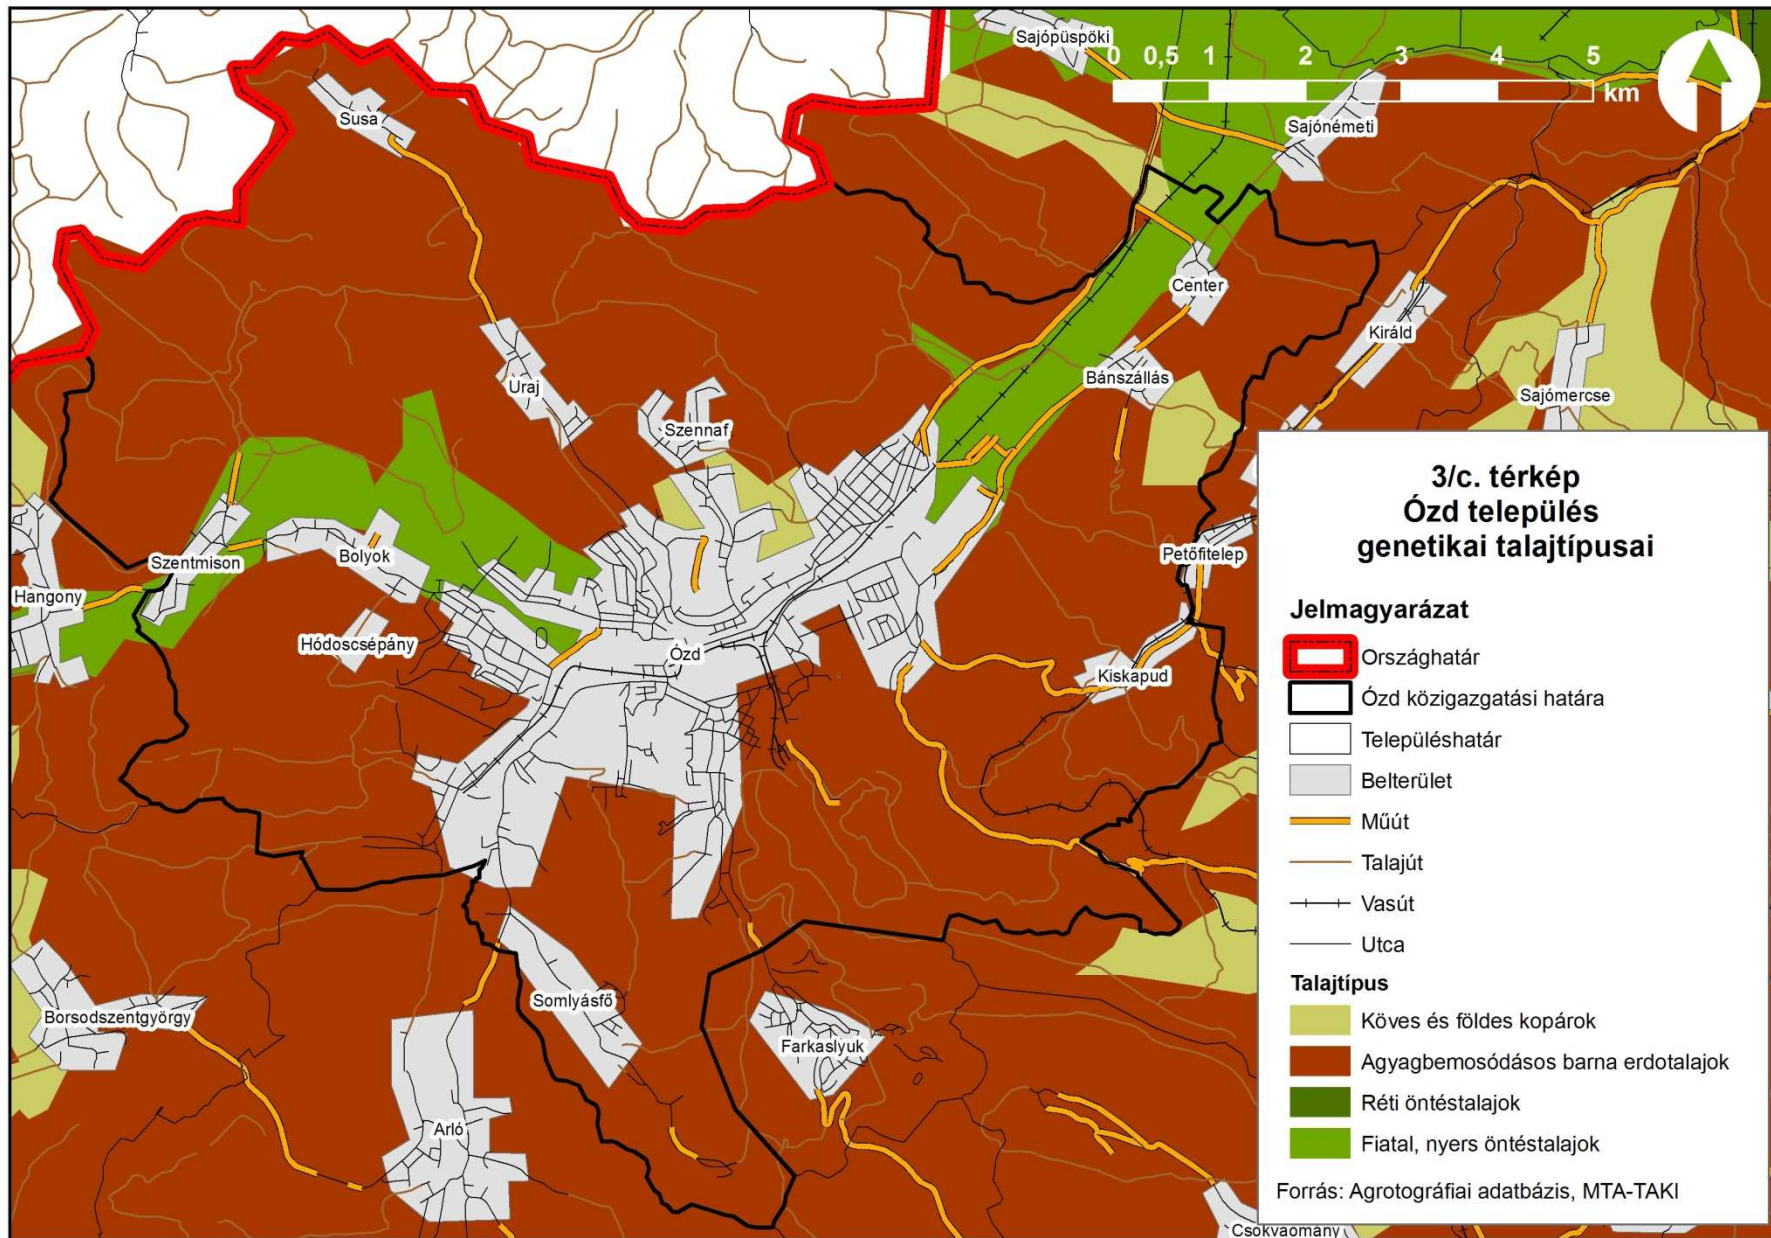 Sajópüspöki
0 0,5 1 2 3 4 5
km
Susa
Sajónémeti
Center
Királd
Uraj
Bánszállás
Sajómercse
Szennaf
Szentmison
Bolyok
Petőfitelep
Hangony
Hódoscsépány
Ózd
Kiskapud
Somlyásfő
Borsodszentgyörgy
Farkaslyuk
Arló
Csokvaomány
3/c. térkép
Ózd település
genetikai talajtípusai
Jelmagyarázat
Országhatár
Ózd közigazgatási határa
Településhatár
Belterület
Műút
Talajút
Vasút
Utca
Talajtípus
Köves és földes kopárok
Agyagbemosódásos barna erdotalajok
Réti öntéstalajok
Fiatal, nyers öntéstalajok
Forrás: Agrotográfiai adatbázis, MTA-TAKI